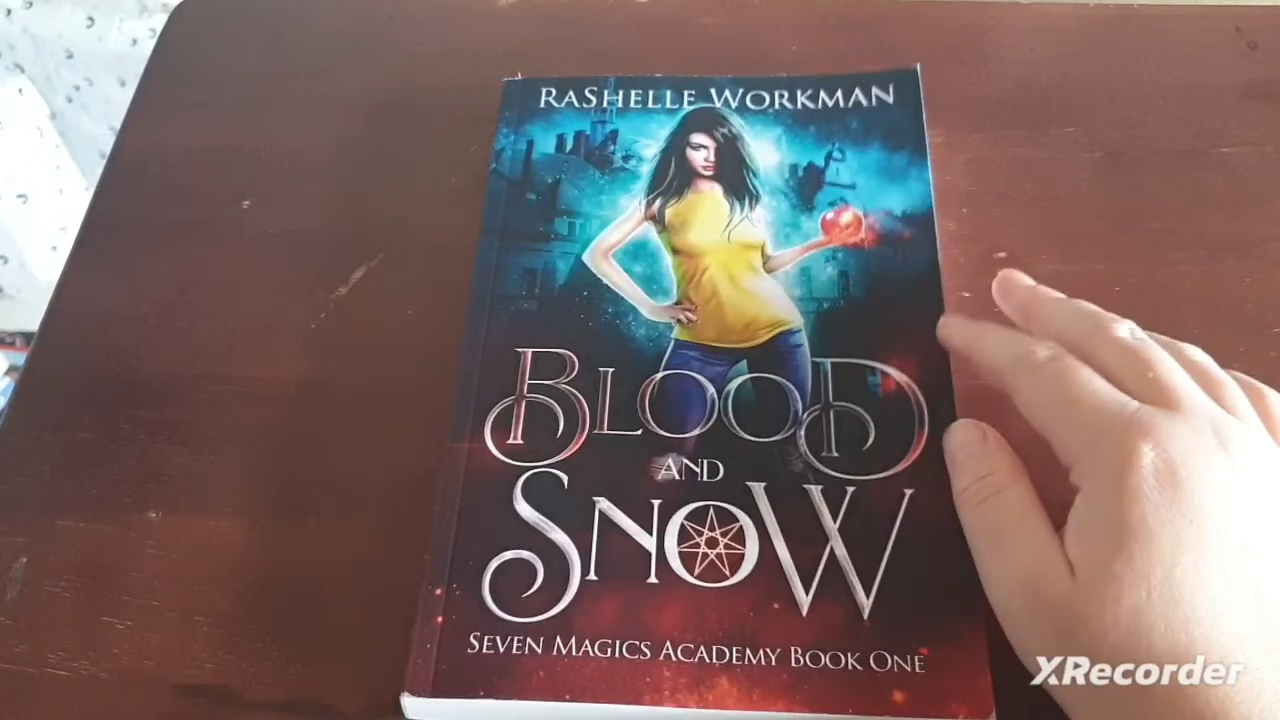 RASHELLE WORKMAN
BLOOD
AND
SNOW
SEVEN MAGICS ACADEMY BOOK ONE
XRecorder